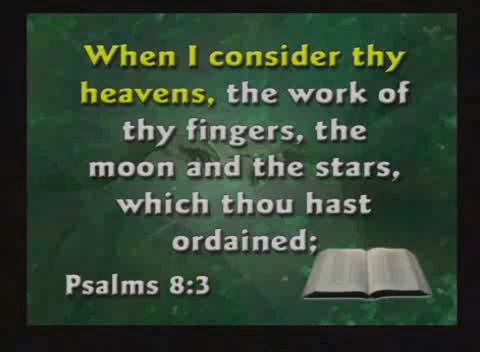 When I consider thy
heavens, the work of
thy fingers, the
moon and the stars,
which thou hast
ordained;
Psalms 8:3